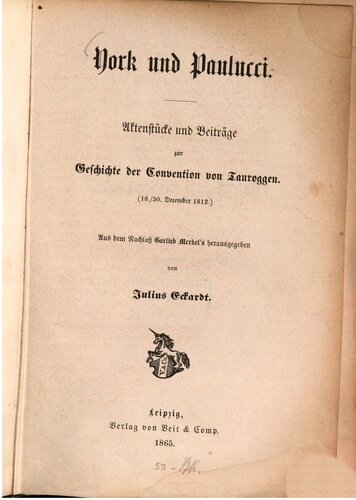 York und Paulucci.
Aktenstücke und Beiträge
zur
Geschichte der Convention von Tauroggen.
(18./30. December 1812.)
Aus dem Nachlaß Garlieb Merkel's herausgegeben
von
Julius Eckardt.
Leipzig,
Verlag von Veit & Comp.
1865.